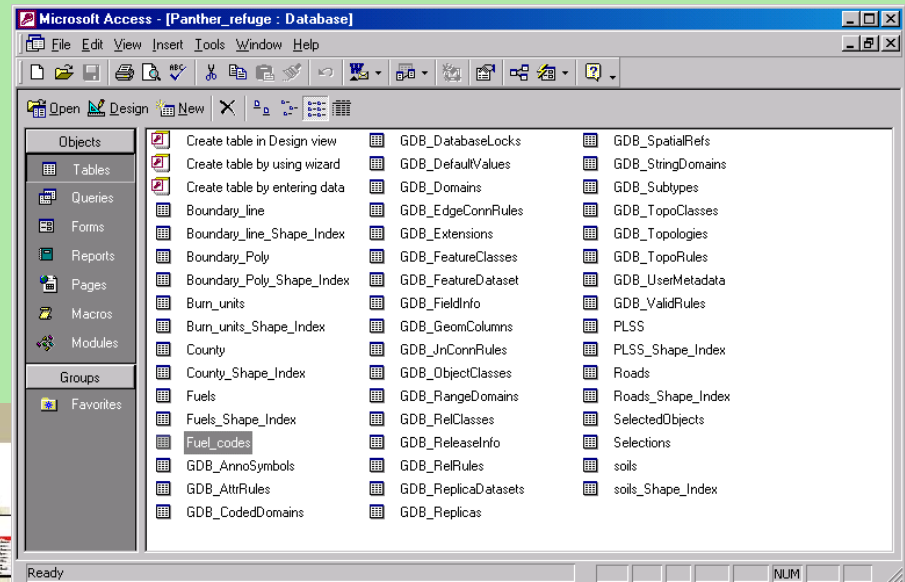 Microsoft Access - [Panther_refuge : Database]
File Edit View Insert Tools Window Help
Open Design New
Objects
Tables
Queries
Forms
Reports
Pages
Macros
Modules
Groups
Favorites
Create table in Design view
Create table by using wizard
Create table by entering data
Boundary_line
Boundary_line_Shape_Index
Boundary_Poly
Boundary_Poly_Shape_Index
Burn_units
Burn_units_Shape_Index
County
County_Shape_Index
Fuels
Fuels_Shape_Index
Fuel_codes
GDB_AnnoSymbols
GDB_AttrRules
GDB_CodedDomains
GDB_DatabaseLocks
GDB_DefaultValues
GDB_Domains
GDB_EdgeConnRules
GDB_Extensions
GDB_FeatureClasses
GDB_FeatureDataset
GDB_FieldInfo
GDB_GeomColumns
GDB_JnConnRules
GDB_ObjectClasses
GDB_RangeDomains
GDB_RelClasses
GDB_ReleaseInfo
GDB_RelRules
GDB_ReplicaDatasets
GDB_Replicas
GDB_SpatialRefs
GDB_StringDomains
GDB_Subtypes
GDB_TopoClasses
GDB_Topologies
GDB_TopoRules
GDB_UserMetadata
GDB_ValidRules
PLSS
PLSS_Shape_Index
Roads
Roads_Shape_Index
SelectedObjects
Selections
soils
soils_Shape_Index
Ready
NUM